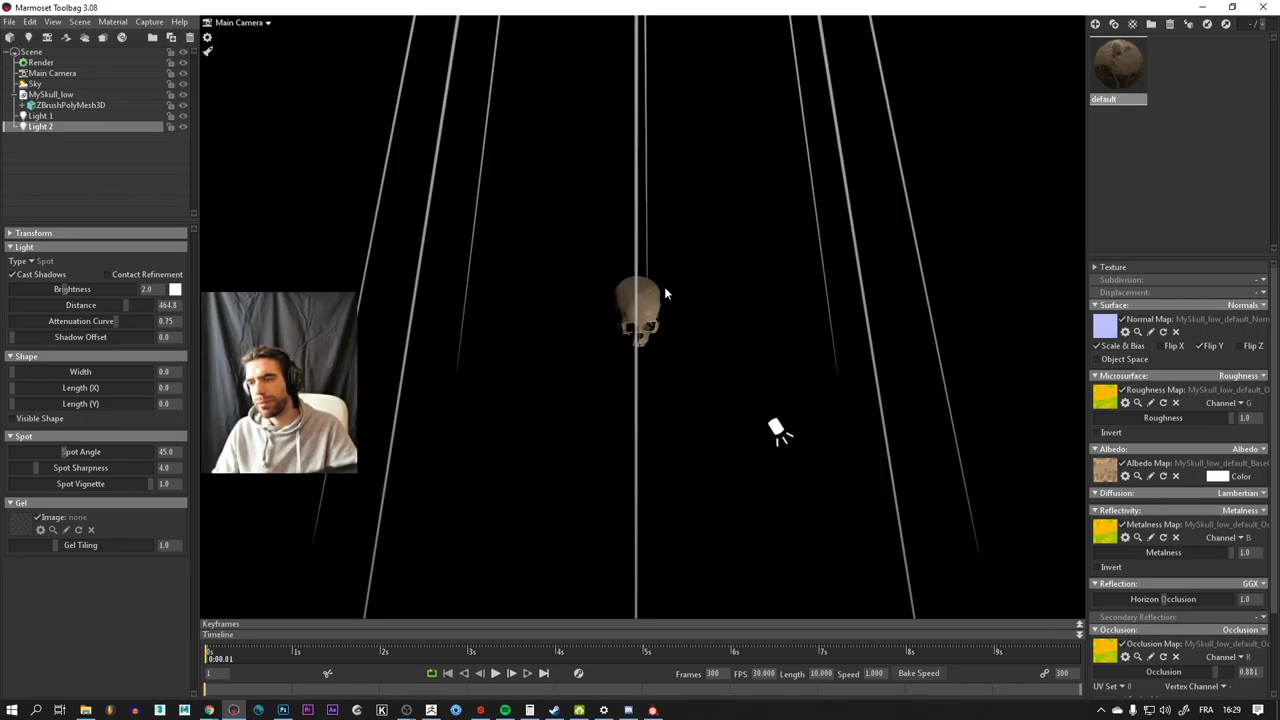 Marmoset Toolbag 3.08
File Edit View Scene Material Capture Help
Main Camera
Scene
Render
Main Camera
Sky
MySkull_low
ZBrushPolyMesh3D
Light 1
Light 2
Transform
Light
Type Spot
Cast Shadows Contact Refinement
Brightness 2.0
Distance 464.8
Attenuation Curve 0.75
Shadow Offset 0.0
Shape
Width 0.0
Length (X) 0.0
Length (Y) 0.0
Visible Shape
Spot
Spot Angle 45.0
Spot Sharpness 4.0
Spot Vignette 1.0
Gel
Image: none
Gel Tiling 1.0
Keyframes
Timeline
0s 1s 2s 3s 4s 5s 6s 7s 8s 9s
0:00.01
1 Frames 300 FPS 30.000 Length 10.000 Speed 1.000 Bake Speed 300
- /
default
Texture
Subdivision: -
Displacement: -
Surface: Normals
Normal Map: MySkull_low_default_Norm
Scale & Bias Flip X Flip Y Flip Z
Object Space
Microsurface: Roughness
Roughness Map: MySkull_low_default_O
Channel G
Roughness 1.0
Invert
Albedo: Albedo
Albedo Map: MySkull_low_default_BaseC
Color
Diffusion: Lambertian
Reflectivity: Metalness
Metalness Map: MySkull_low_default_Oc
Channel B
Metalness 1.0
Invert
Reflection: GGX
Horizon Occlusion 1.0
Secondary Reflection: -
Occlusion: Occlusion
Occlusion Map: MySkull_low_default_Oc
Channel R
Occlusion 0.881
UV Set 0 Vertex Channel -
16:29